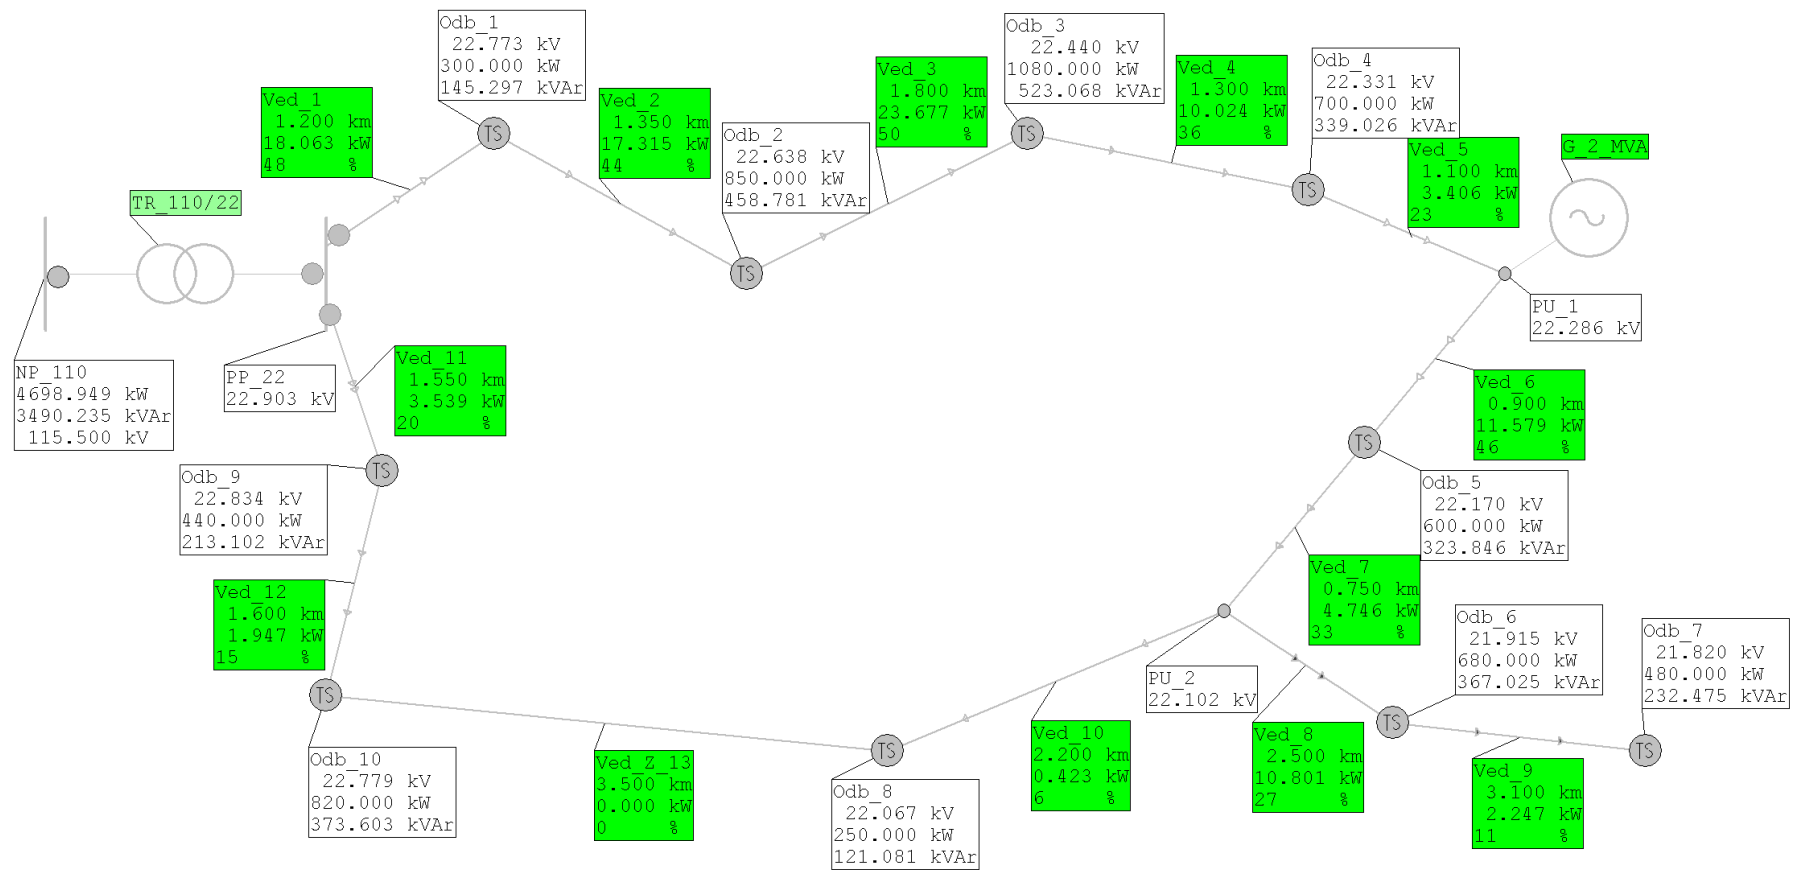 Odb_1
22.773 kV
300.000 kW
145.297 kVAr
Odb_3
22.440 kV
1080.000 kW
523.068 kVAr
Odb_4
22.331 kV
700.000 kW
339.026 kVAr
Ved_1
1.200 km
18.063 kW
48 %
Ved_2
1.350 km
17.315 kW
44 %
Ved_3
1.800 km
23.677 kW
50 %
Ved_4
1.300 km
10.024 kW
36 %
Odb_2
22.638 kV
850.000 kW
458.781 kVAr
Ved_5
1.100 km
3.406 kW
23 %
G_2_MVA
TS
TS
TS
TS
TR_110/22
PU_1
22.286 kV
NP_110
4698.949 kW
3490.235 kVAr
115.500 kV
PP_22
22.903 kV
Ved_11
1.550 km
3.539 kW
20 %
Ved_6
0.900 km
11.579 kW
46 %
TS
TS
Odb_9
22.834 kV
440.000 kW
213.102 kVAr
Odb_5
22.170 kV
600.000 kW
323.846 kVAr
Ved_12
1.600 km
1.947 kW
15 %
Ved_7
0.750 km
4.746 kW
33 %
Odb_6
21.915 kV
680.000 kW
367.025 kVAr
Odb_7
21.820 kV
480.000 kW
232.475 kVAr
PU_2
22.102 kV
TS
TS
TS
TS
Odb_10
22.779 kV
820.000 kW
373.603 kVAr
Ved_Z_13
3.500 km
0.000 kW
0 %
Odb_8
22.067 kV
250.000 kW
121.081 kVAr
Ved_10
2.200 km
0.423 kW
6 %
Ved_8
2.500 km
10.801 kW
27 %
Ved_9
3.100 km
2.247 kW
11 %